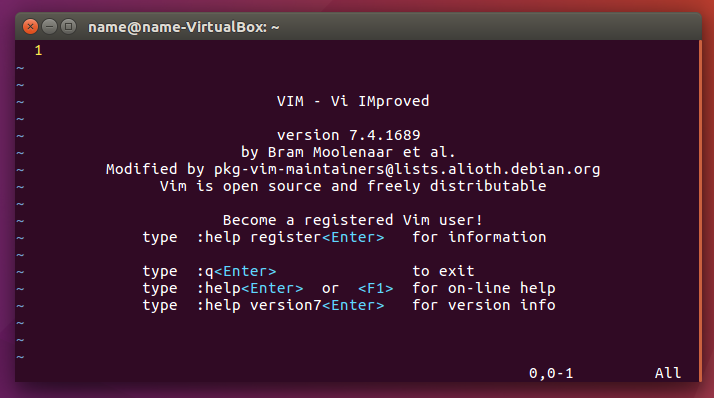 name@name-VirtualBox: ~
1
~
~
~ VIM - Vi IMproved
~
~ version 7.4.1689
~ by Bram Moolenaar et al.
~ Modified by pkg-vim-maintainers@lists.alioth.debian.org
~ Vim is open source and freely distributable
~
~ Become a registered Vim user!
~ type :help register<Enter> for information
~
~ type :q<Enter> to exit
~ type :help<Enter> or <F1> for on-line help
~ type :help version7<Enter> for version info
~
~
~
0,0-1 All